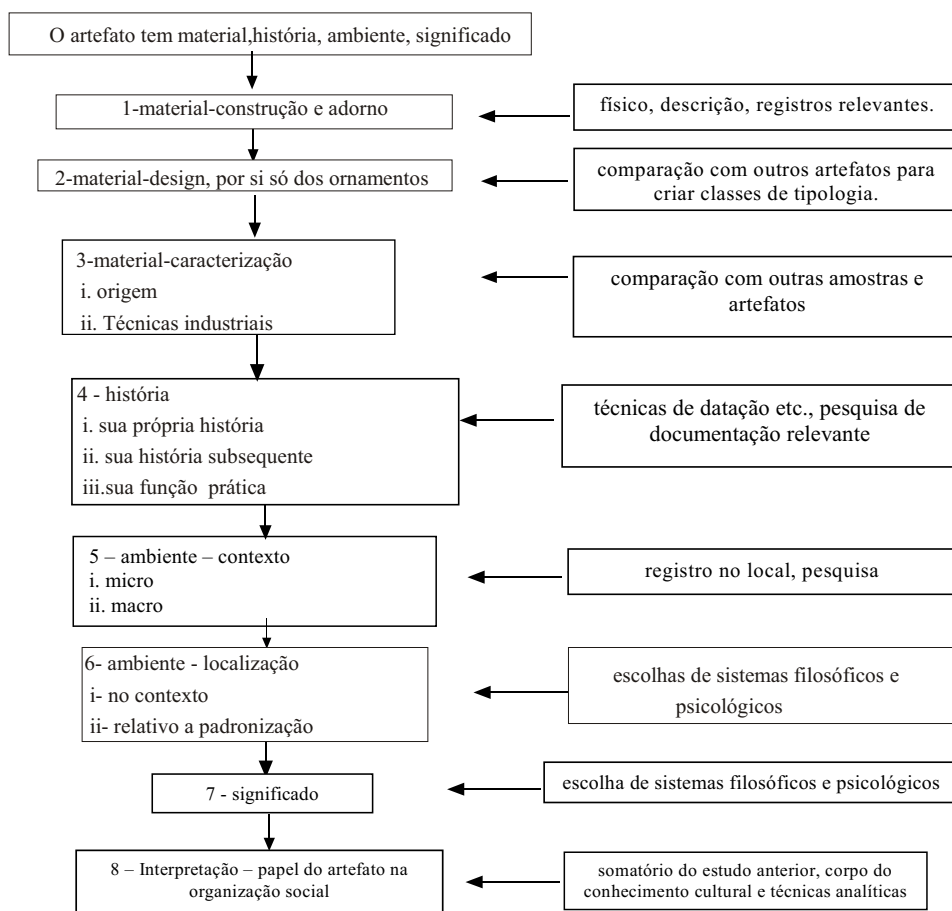 O artefato tem material,história, ambiente, significado
1-material-construção e adorno
físico, descrição, registros relevantes.
2-material-design, por si só dos ornamentos
comparação com outros artefatos para
criar classes de tipologia.
3-material-caracterização
i. origem
ii. Técnicas industriais
comparação com outras amostras e
artefatos
4 - história
i. sua própria história
ii. sua história subsequente
iii.sua função prática
técnicas de datação etc., pesquisa de
documentação relevante
5 – ambiente – contexto
i. micro
ii. macro
registro no local, pesquisa
6- ambiente - localização
i- no contexto
ii- relativo a padronização
escolhas de sistemas filosóficos e
psicológicos
7 - significado
escolha de sistemas filosóficos e psicológicos
8 – Interpretação – papel do artefato na
organização social
somatório do estudo anterior, corpo do
conhecimento cultural e técnicas analíticas